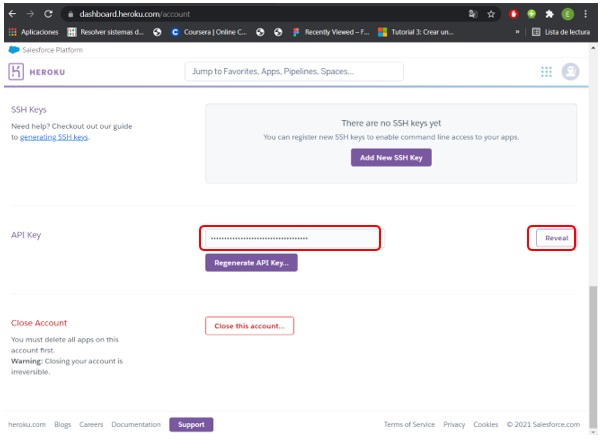 dashboard.heroku.com/account
Aplicaciones Resolver sistemas d... Coursera | Online C... Recently Viewed – F... Tutorial 3: Crear un... » Lista de lectura
Salesforce Platform
HEROKU Jump to Favorites, Apps, Pipelines, Spaces...
SSH Keys
Need help? Checkout out our guide
to generating SSH keys.
There are no SSH keys yet
You can register new SSH keys to enable command line access to your apps.
Add New SSH Key
API Key
Reveal
Regenerate API Key...
Close Account
You must delete all apps on this
account first.
Warning: Closing your account is
irreversible.
Close this account...
heroku.com Blogs Careers Documentation Support Terms of Service Privacy Cookies © 2021 Salesforce.com